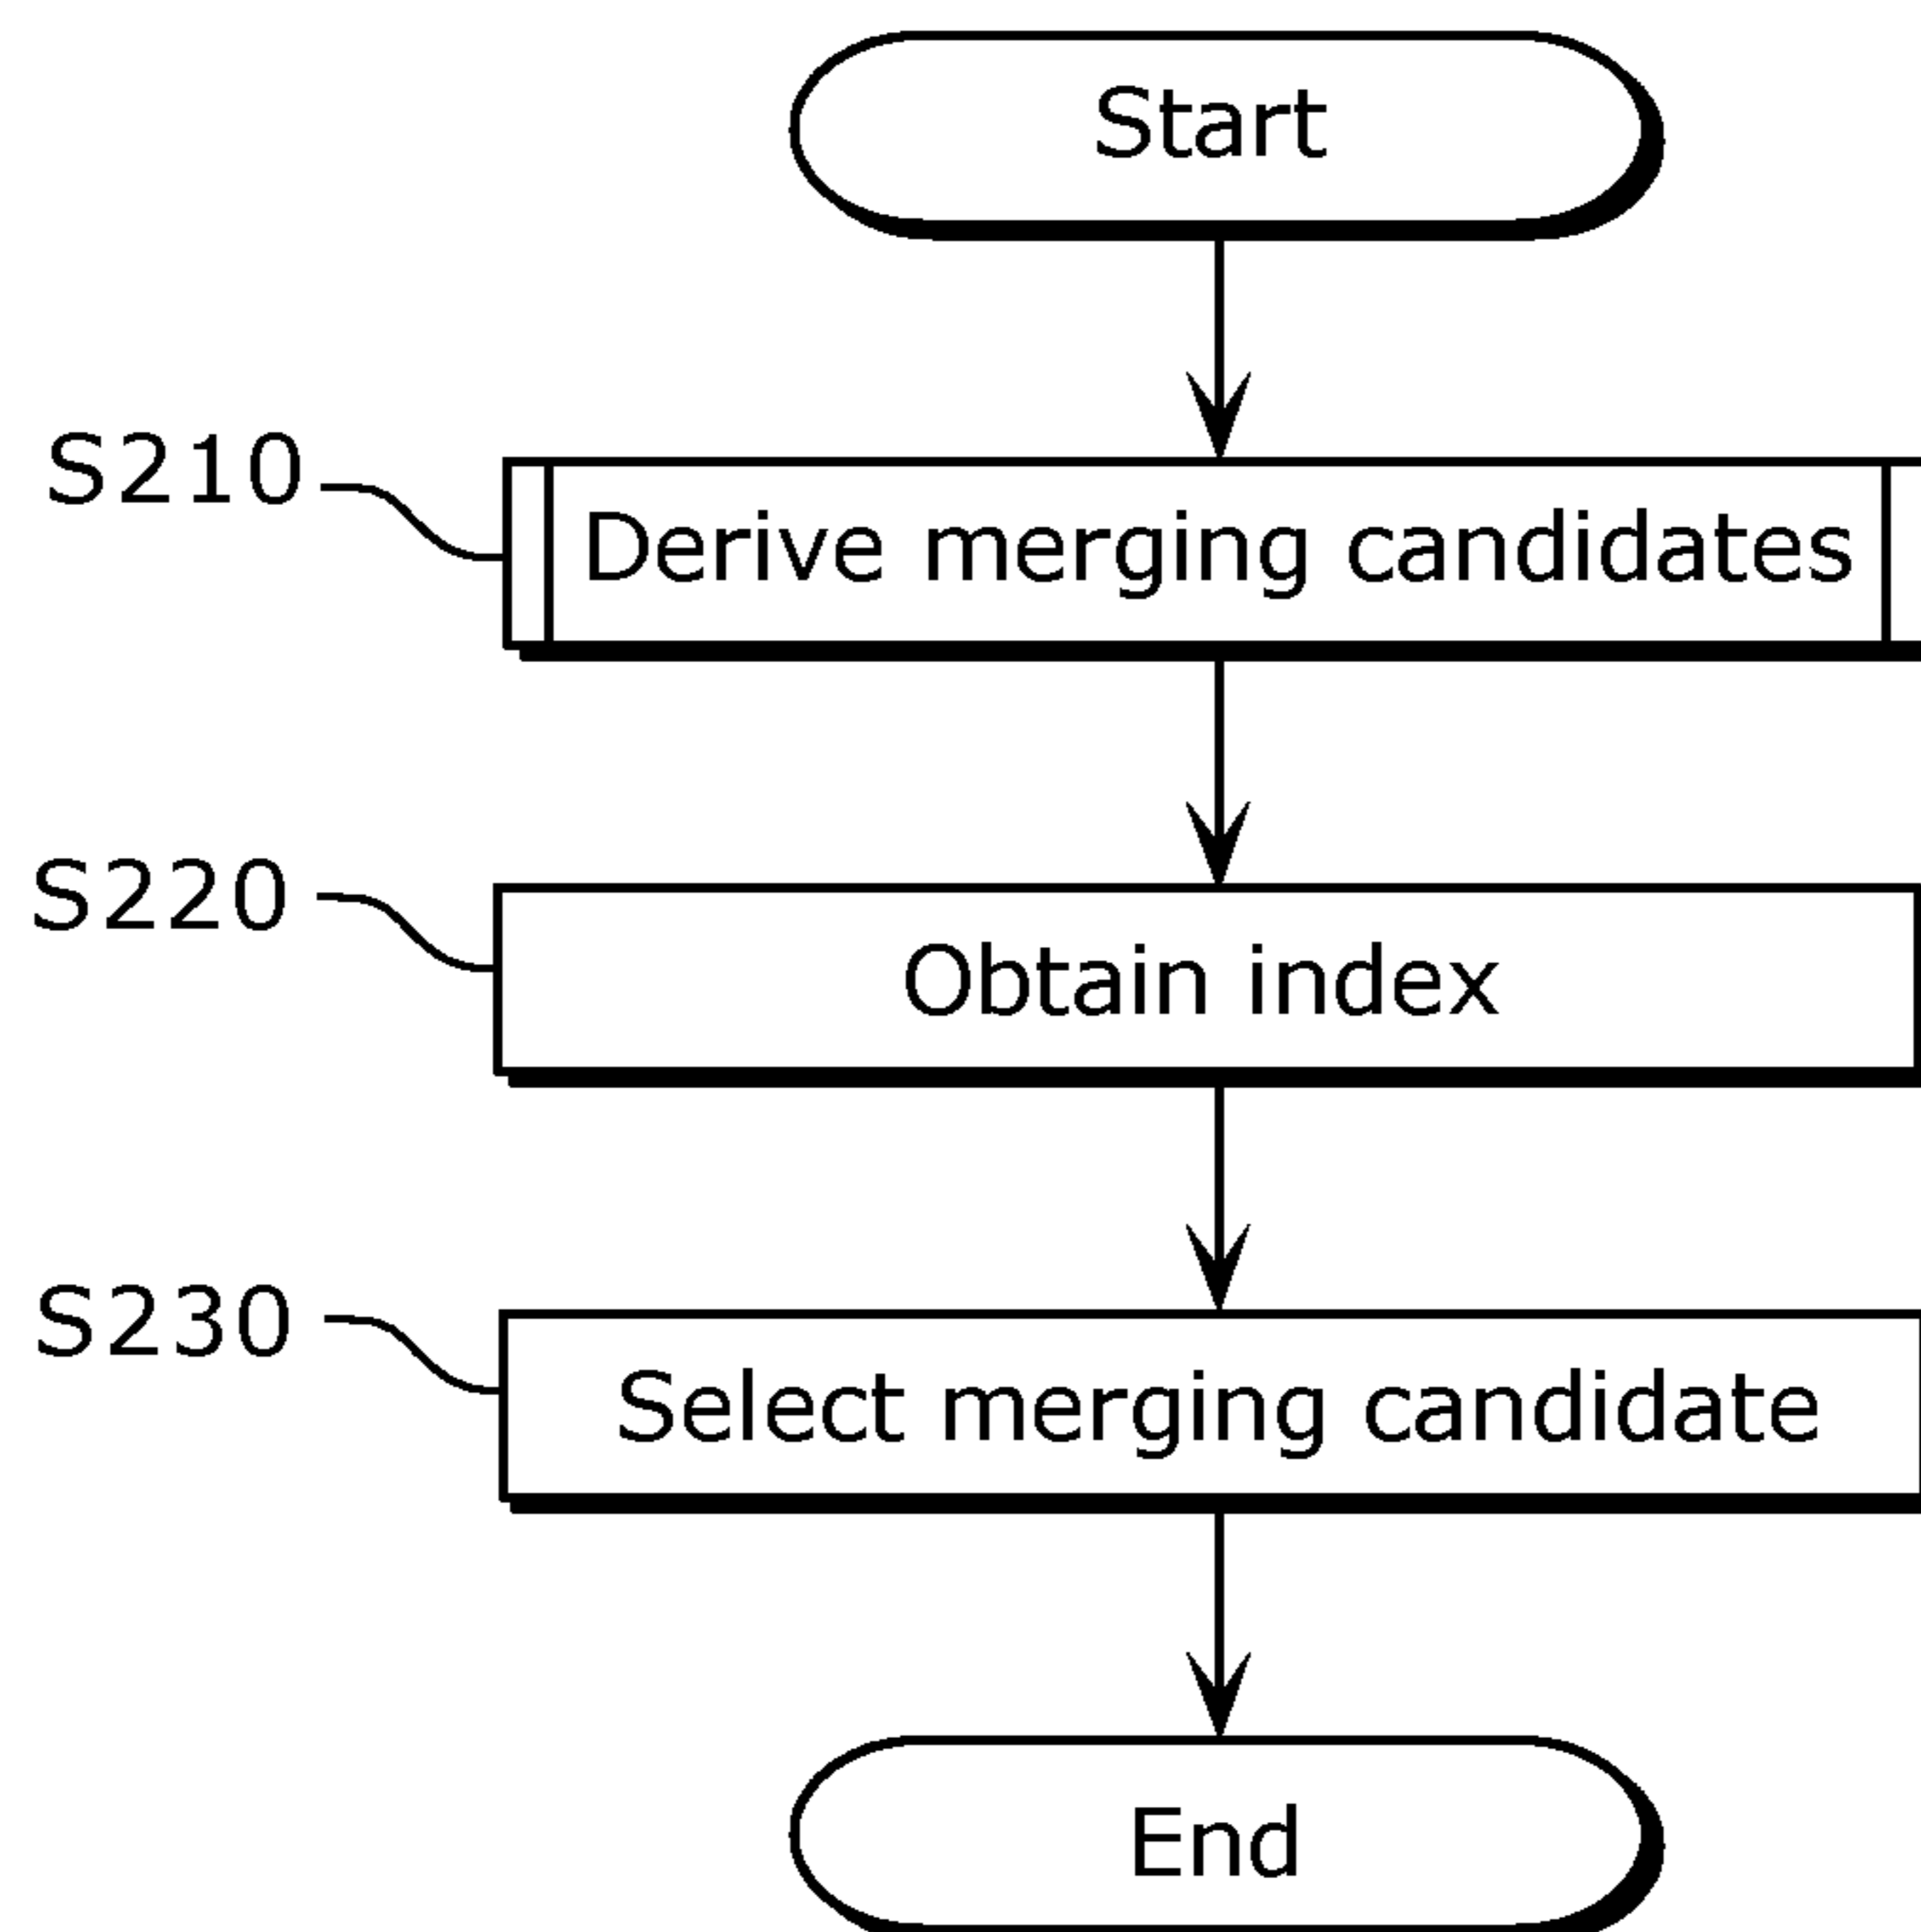 Start
S210
Derive merging candidates
S220
Obtain index
S230
Select merging candidate
End